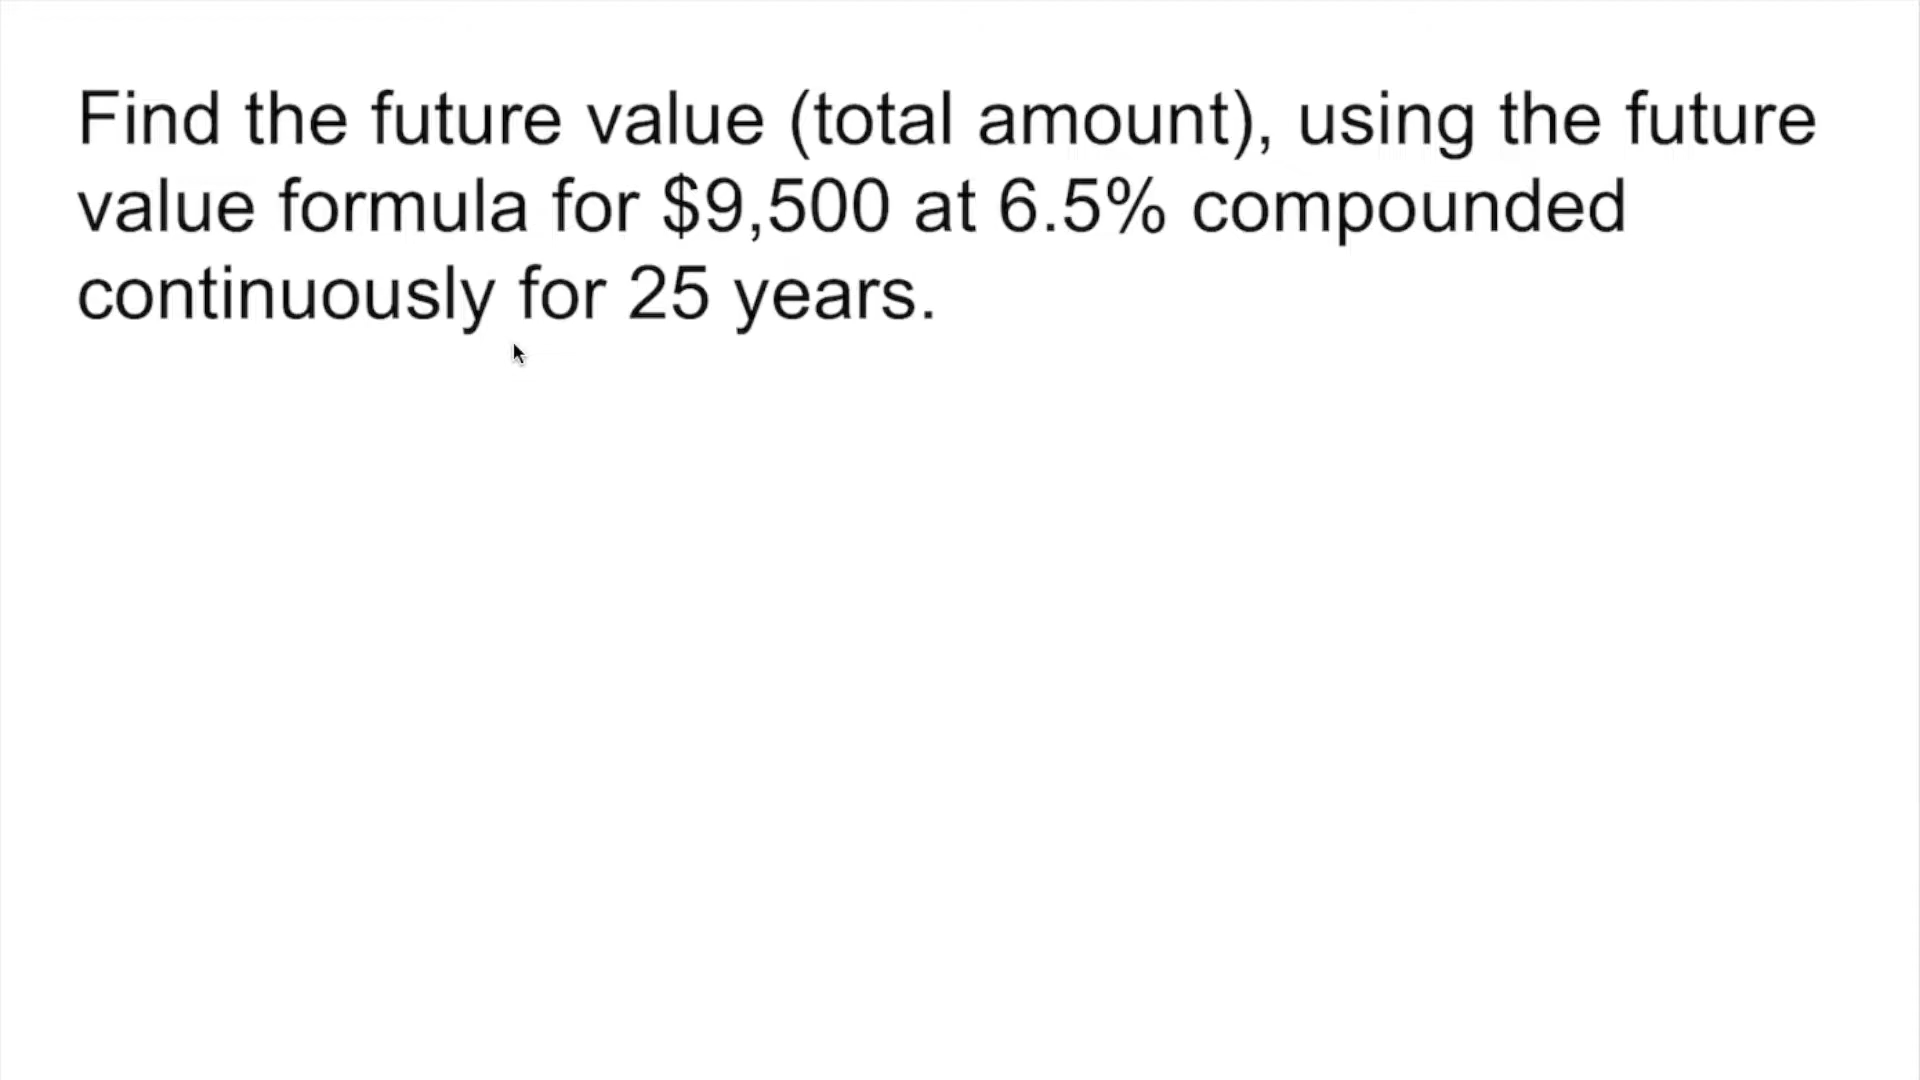 Find the future value (total amount), using the future
value formula for $9,500 at 6.5% compounded
continuously for 25 years.